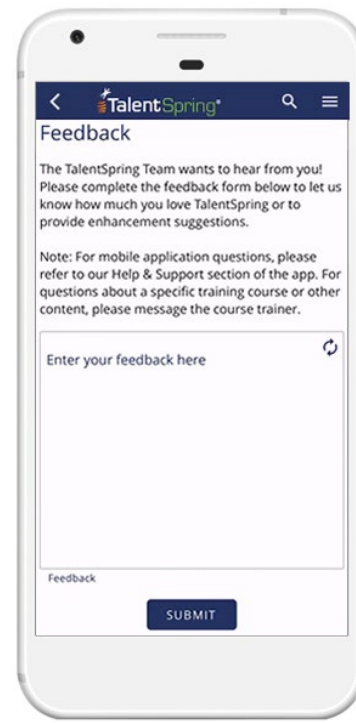 TalentSpring®
Feedback
The TalentSpring Team wants to hear from you!
Please complete the feedback form below to let us
know how much you love TalentSpring or to
provide enhancement suggestions.
Note: For mobile application questions, please
refer to our Help & Support section of the app. For
questions about a specific training course or other
content, please message the course trainer.
Enter your feedback here
Feedback
SUBMIT